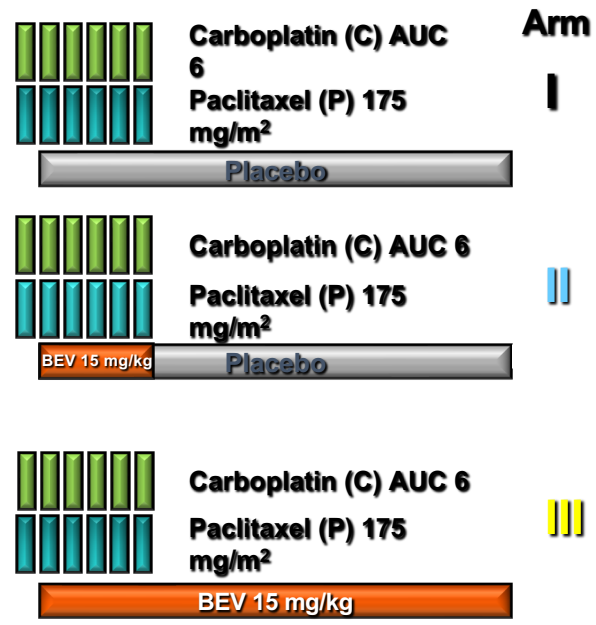 Arm
Carboplatin (C) AUC
6
Paclitaxel (P) 175
mg/m²
I
Placebo
Carboplatin (C) AUC 6
Paclitaxel (P) 175
mg/m²
II
BEV 15 mg/kg
Placebo
Carboplatin (C) AUC 6
Paclitaxel (P) 175
mg/m²
III
BEV 15 mg/kg